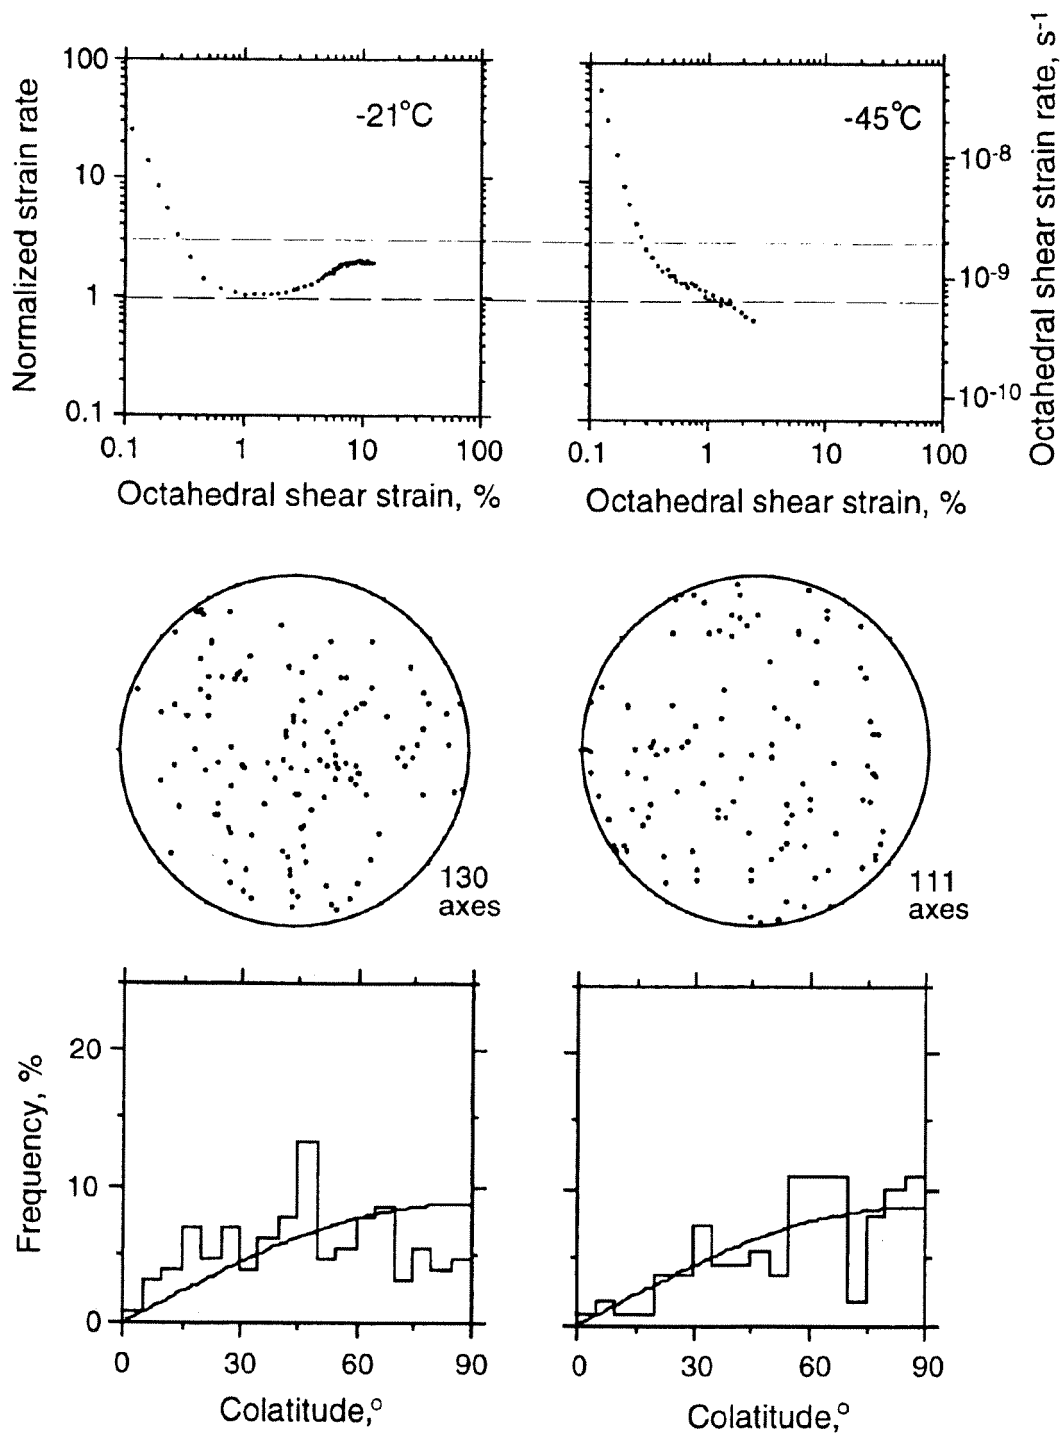 Normalized strain rate
100
10
1
0.1
-21°C
0.1 1 10 100
Octahedral shear strain, %
-45°C
10-8
10-9
10-10
Octahedral shear strain rate, s-1
0.1 1 10 100
Octahedral shear strain, %
130
axes
111
axes
Frequency, %
20
10
0
0 30 60 90
Colatitude,°
0 30 60 90
Colatitude,°